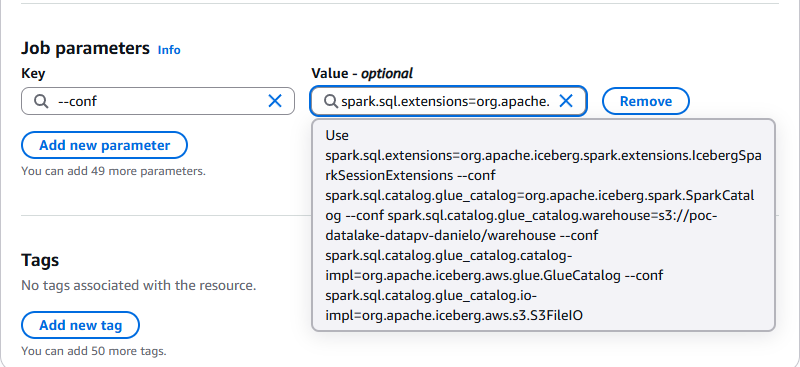 Job parameters Info
Key
Value - optional
--conf
spark.sql.extensions=org.apache.
Remove
Add new parameter
You can add 49 more parameters.
Use
spark.sql.extensions=org.apache.iceberg.spark.extensions.IcebergSpa
rkSessionExtensions --conf
spark.sql.catalog.glue_catalog=org.apache.iceberg.spark.SparkCatal
og --conf spark.sql.catalog.glue_catalog.warehouse=s3://poc-
datalake-datapv-danielo/warehouse --conf
spark.sql.catalog.glue_catalog.catalog-
impl=org.apache.iceberg.aws.glue.GlueCatalog --conf
spark.sql.catalog.glue_catalog.io-
impl=org.apache.iceberg.aws.s3.S3FileIO
Tags
No tags associated with the resource.
Add new tag
You can add 50 more tags.